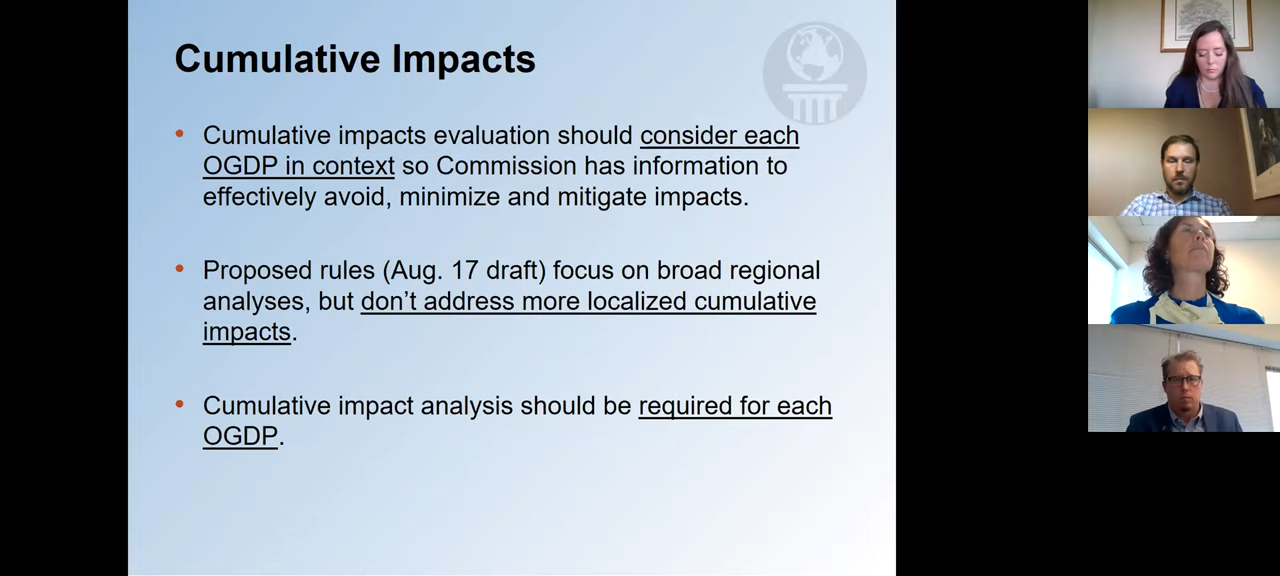 Cumulative Impacts
• Cumulative impacts evaluation should consider each
OGDP in context so Commission has information to
effectively avoid, minimize and mitigate impacts.
• Proposed rules (Aug. 17 draft) focus on broad regional
analyses, but don’t address more localized cumulative
impacts.
• Cumulative impact analysis should be required for each
OGDP.